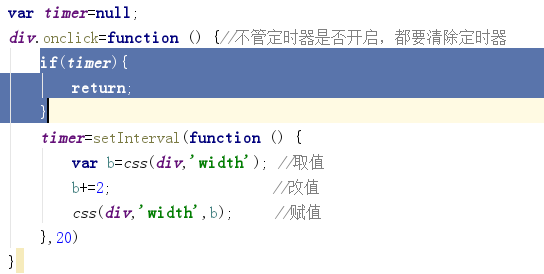 var timer=null;
div.onclick=function () {//不管定时器是否开启，都要清除定时器
if(timer){
return;
}
timer=setInterval(function () {
var b=css(div,'width'); //取值
b+=2; //改值
css(div,'width',b); //赋值
},20)
}